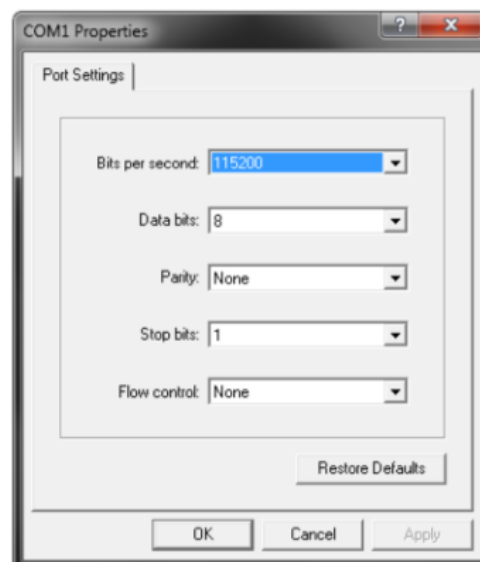 COM1 Properties
Port Settings
Bits per second: 115200
Data bits: 8
Parity: None
Stop bits: 1
Flow control: None
Restore Defaults
OK Cancel Apply